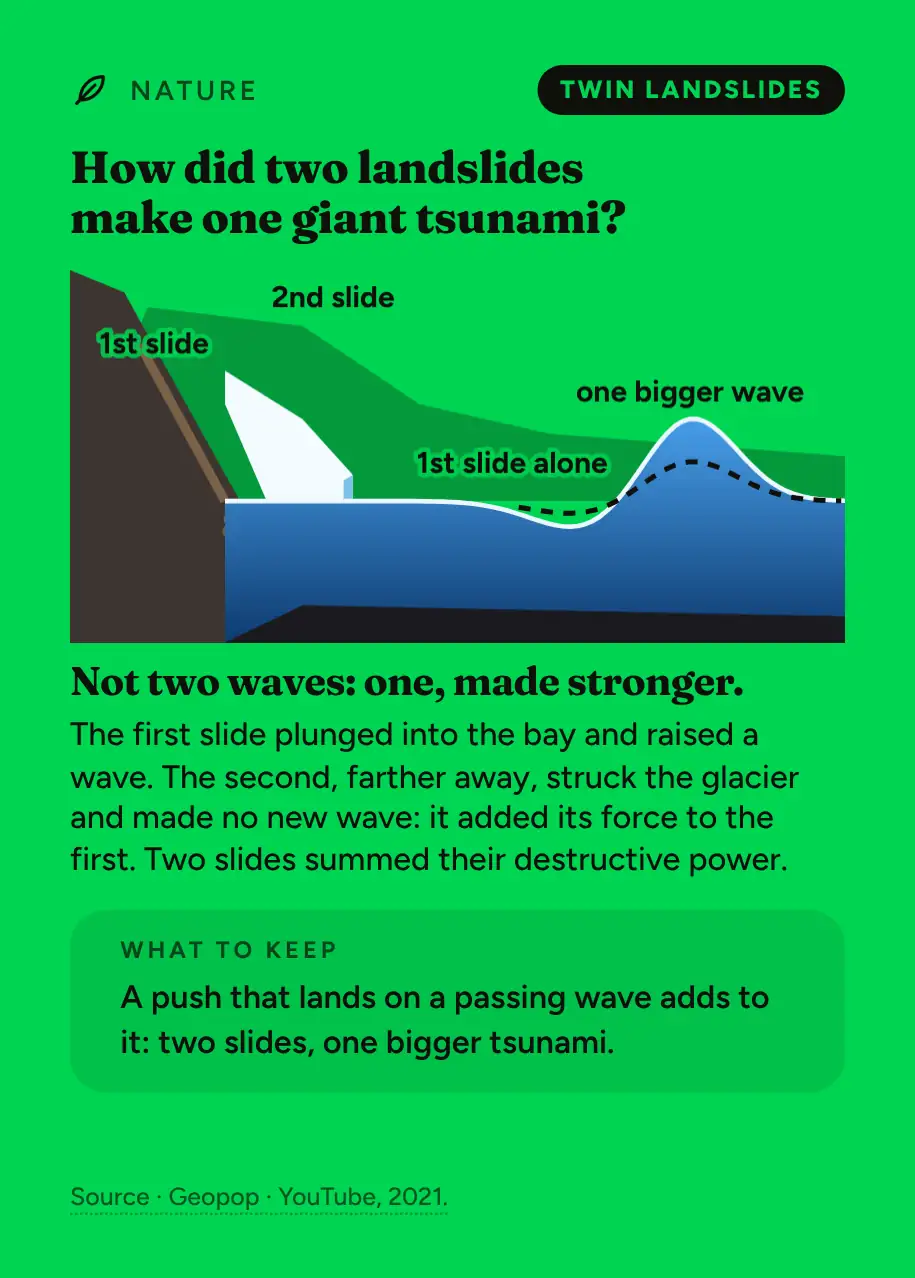 NATURE
TWIN LANDSLIDES
How did two landslides
make one giant tsunami?
2nd slide
1st slide
one bigger wave
1st slide alone
Not two waves: one, made stronger.
The first slide plunged into the bay and raised a
wave. The second, farther away, struck the glacier
and made no new wave: it added its force to the
first. Two slides summed their destructive power.
WHAT TO KEEP
A push that lands on a passing wave adds to
it: two slides, one bigger tsunami.
Source · Geopop · YouTube, 2021.